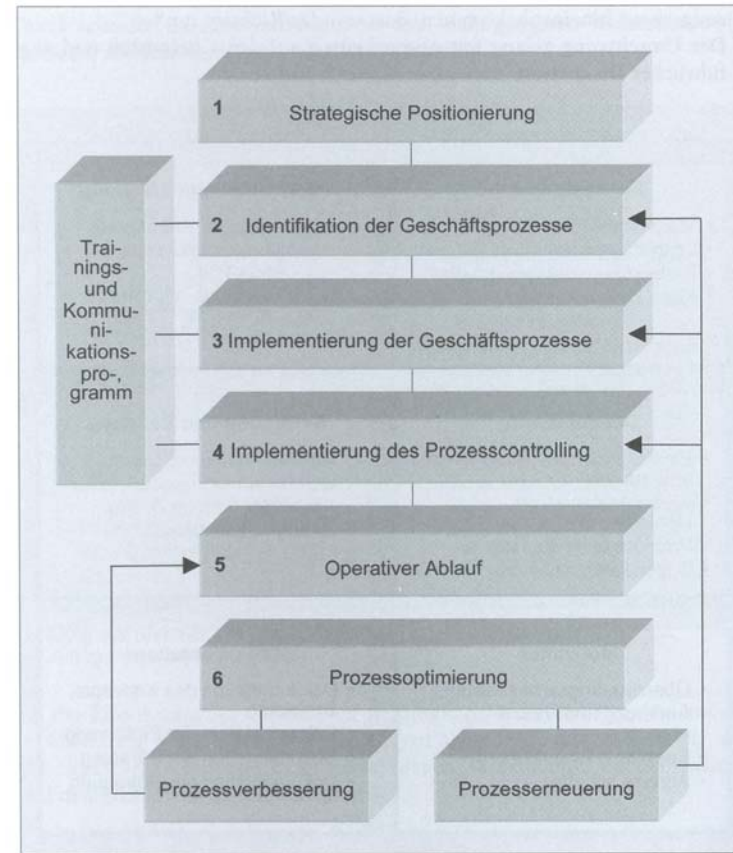 1 Strategische Positionierung
2 Identifikation der Geschäftsprozesse
Trai-
nings-
und
Kommu-
ni-
kations-
pro-,
gramm
3 Implementierung der Geschäftsprozesse
4 Implementierung des Prozesscontrolling
5 Operativer Ablauf
6 Prozessoptimierung
Prozessverbesserung
Prozesserneuerung